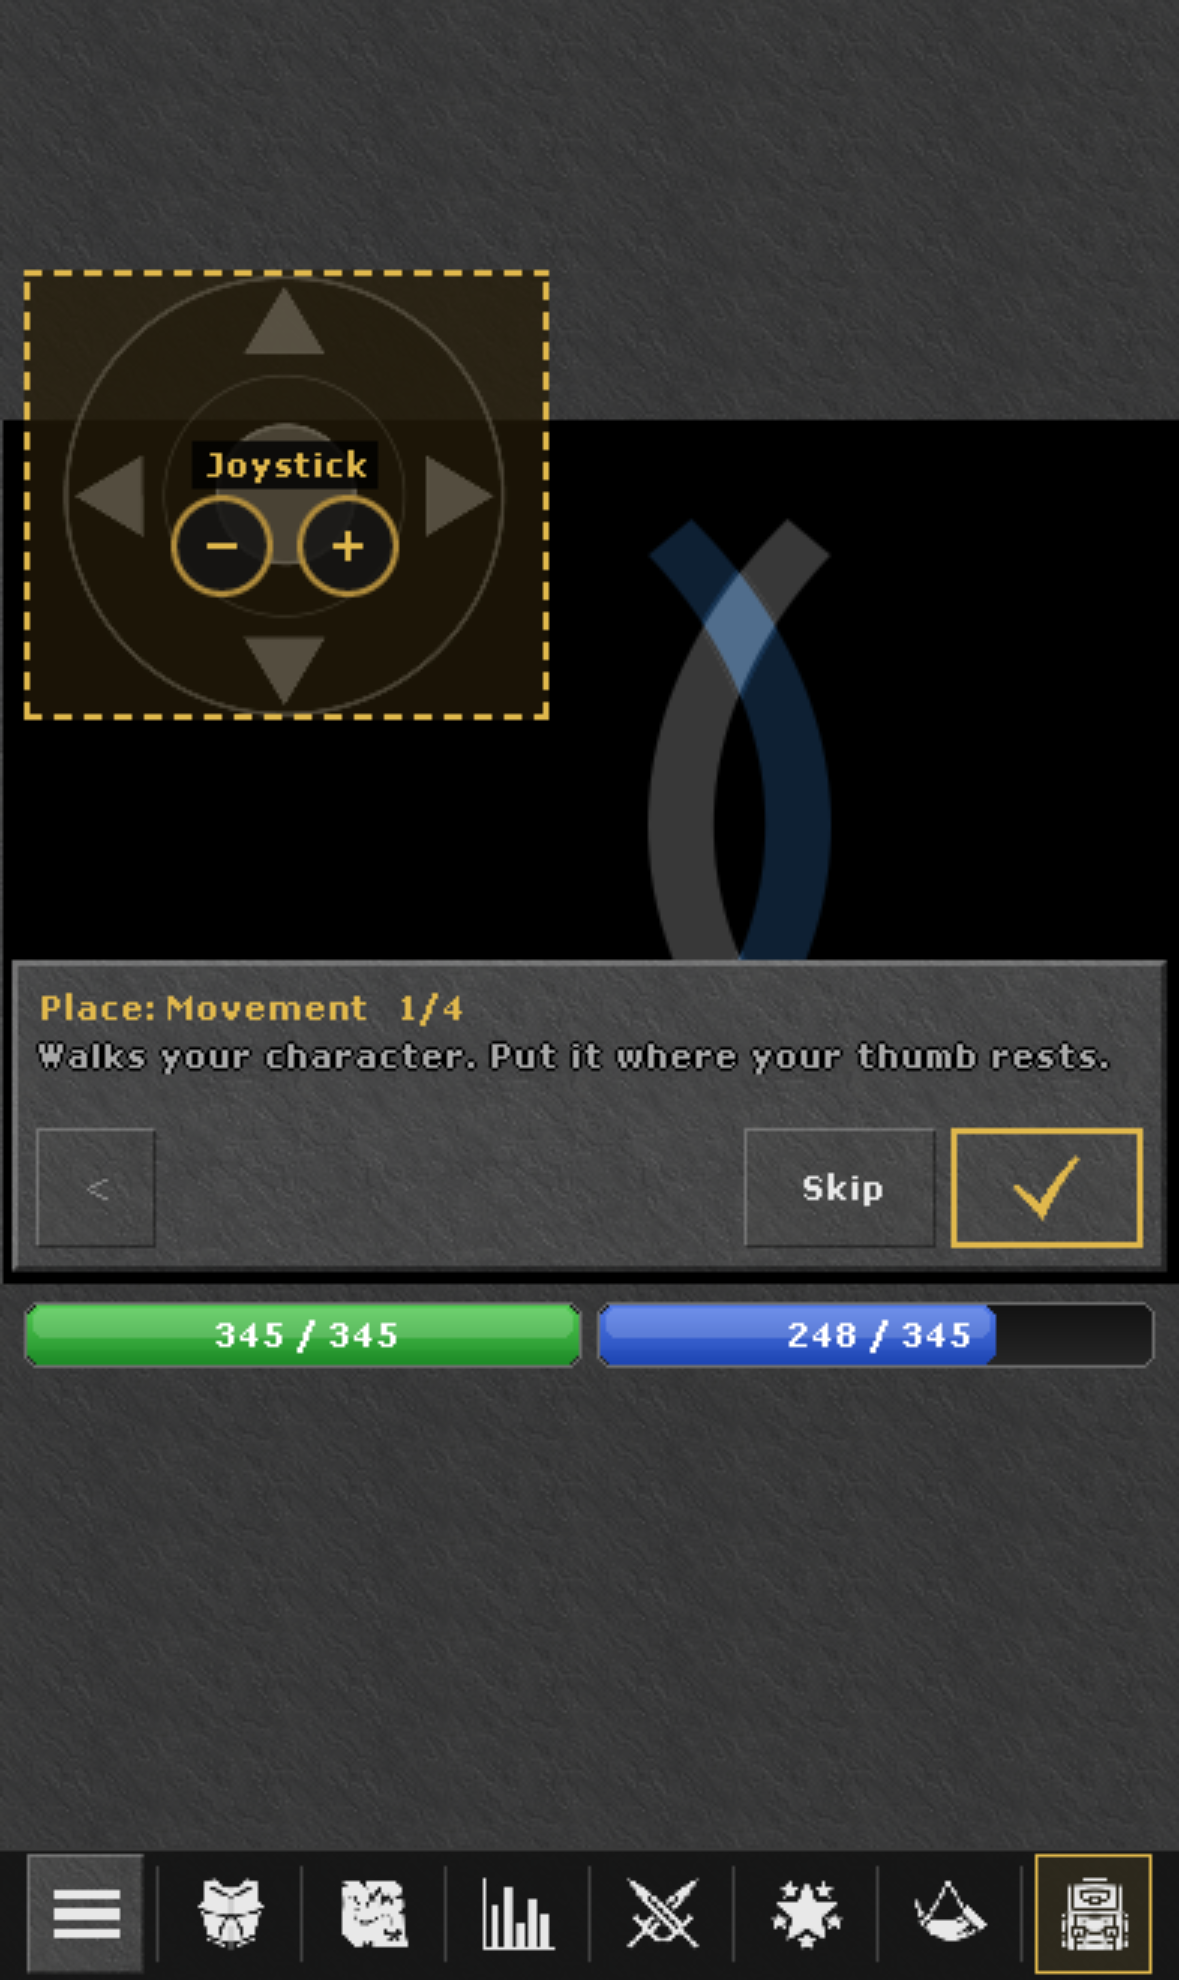 Joystick
− +
Place: Movement 1/4
Walks your character. Put it where your thumb rests.
< Skip
345 / 345 248 / 345